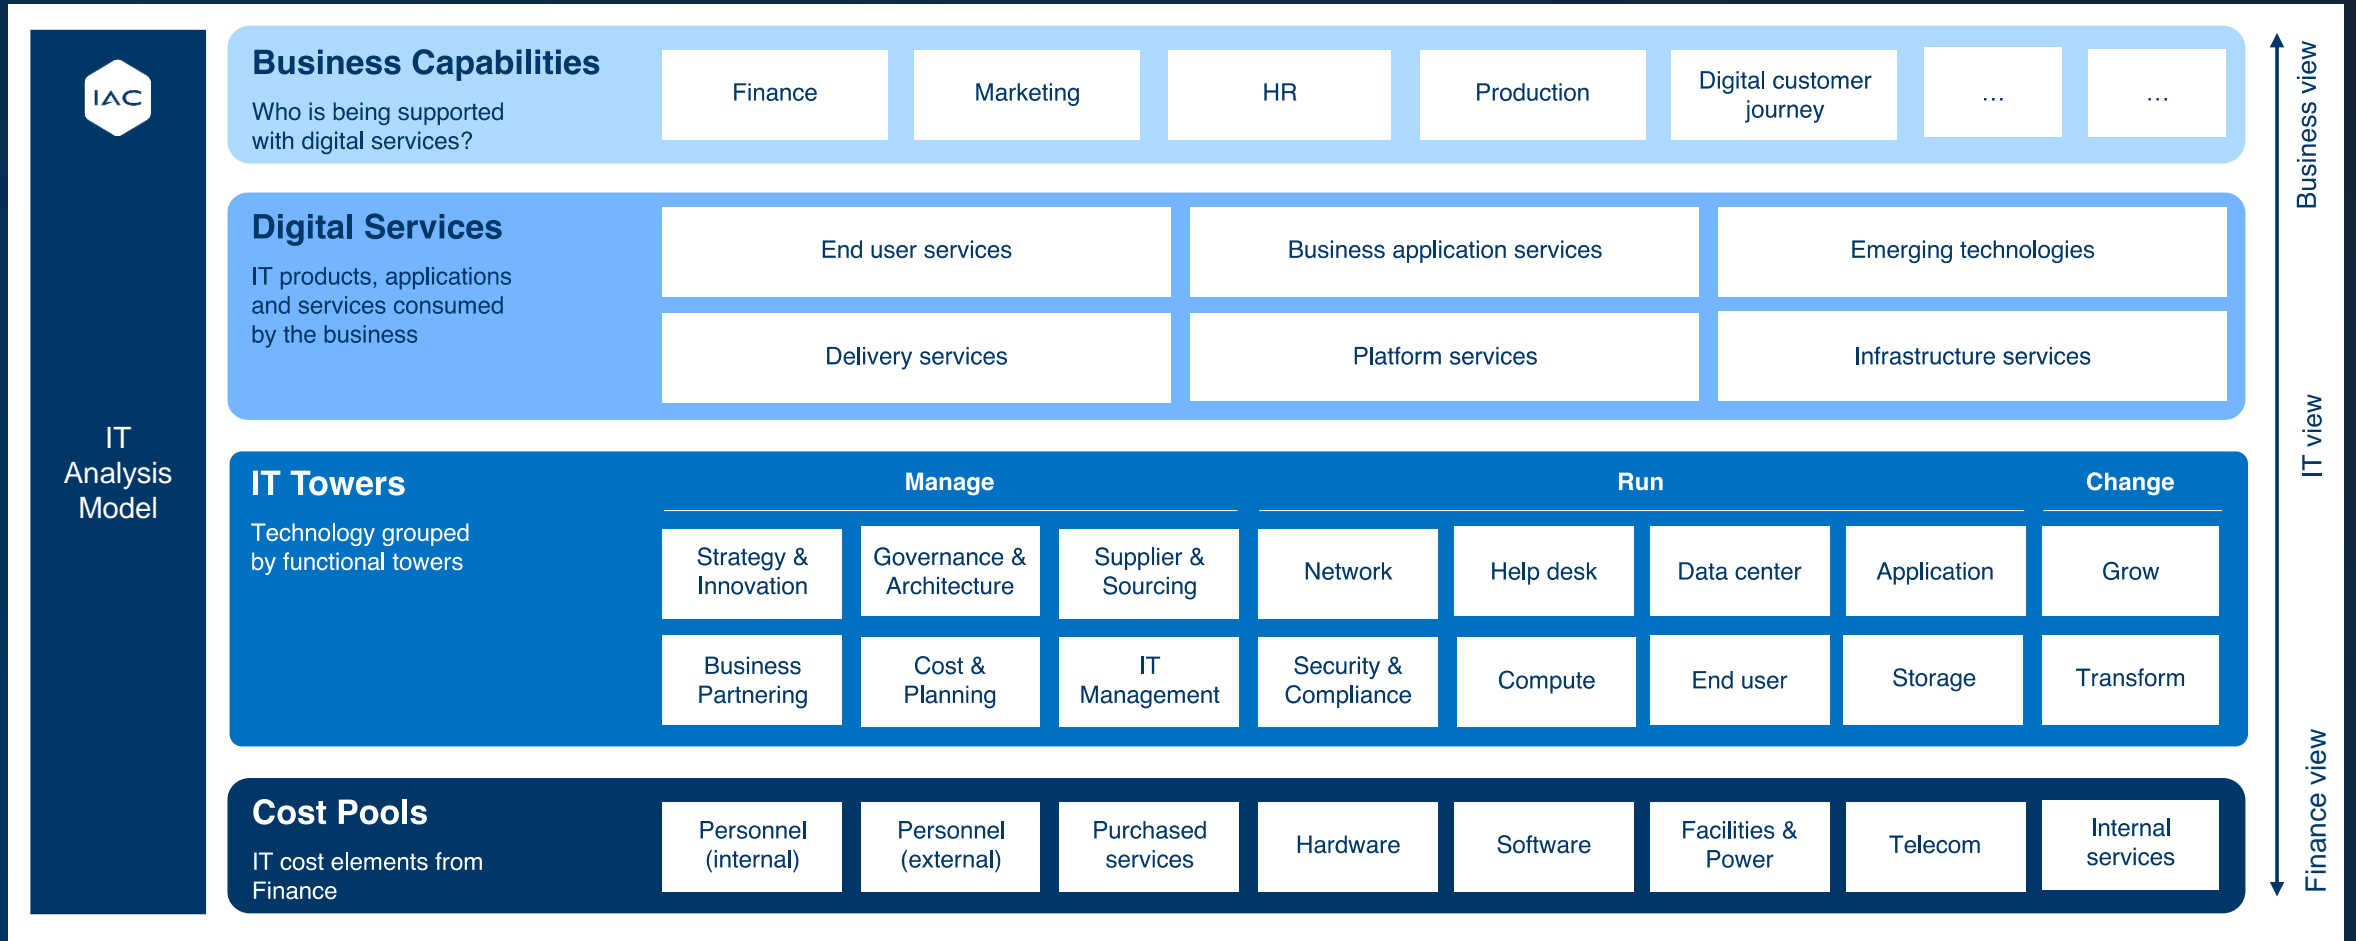 IAC
IT
Analysis
Model
Business Capabilities
Who is being supported
with digital services?
Finance
Marketing
HR
Production
Digital customer
journey
...
...
Digital Services
IT products, applications
and services consumed
by the business
End user services
Business application services
Emerging technologies
Delivery services
Platform services
Infrastructure services
IT Towers
Technology grouped
by functional towers
Manage
Run
Change
Strategy &
Innovation
Governance &
Architecture
Supplier &
Sourcing
Network
Help desk
Data center
Application
Grow
Business
Partnering
Cost &
Planning
IT
Management
Security &
Compliance
Compute
End user
Storage
Transform
Cost Pools
IT cost elements from
Finance
Personnel
(internal)
Personnel
(external)
Purchased
services
Hardware
Software
Facilities &
Power
Telecom
Internal
services
Business view
IT view
Finance view